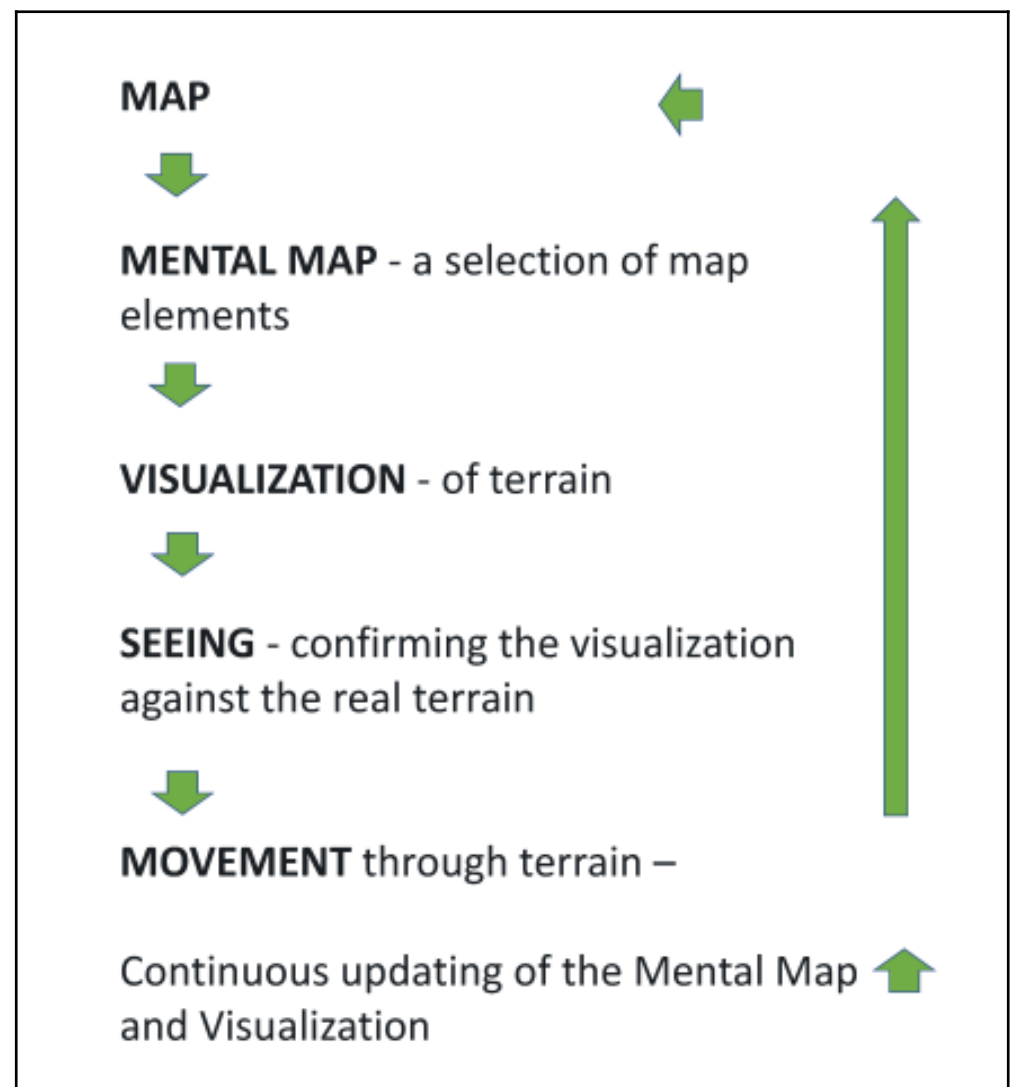 MAP
MENTAL MAP - a selection of map
elements
VISUALIZATION - of terrain
SEEING - confirming the visualization
against the real terrain
MOVEMENT through terrain –
Continuous updating of the Mental Map
and Visualization